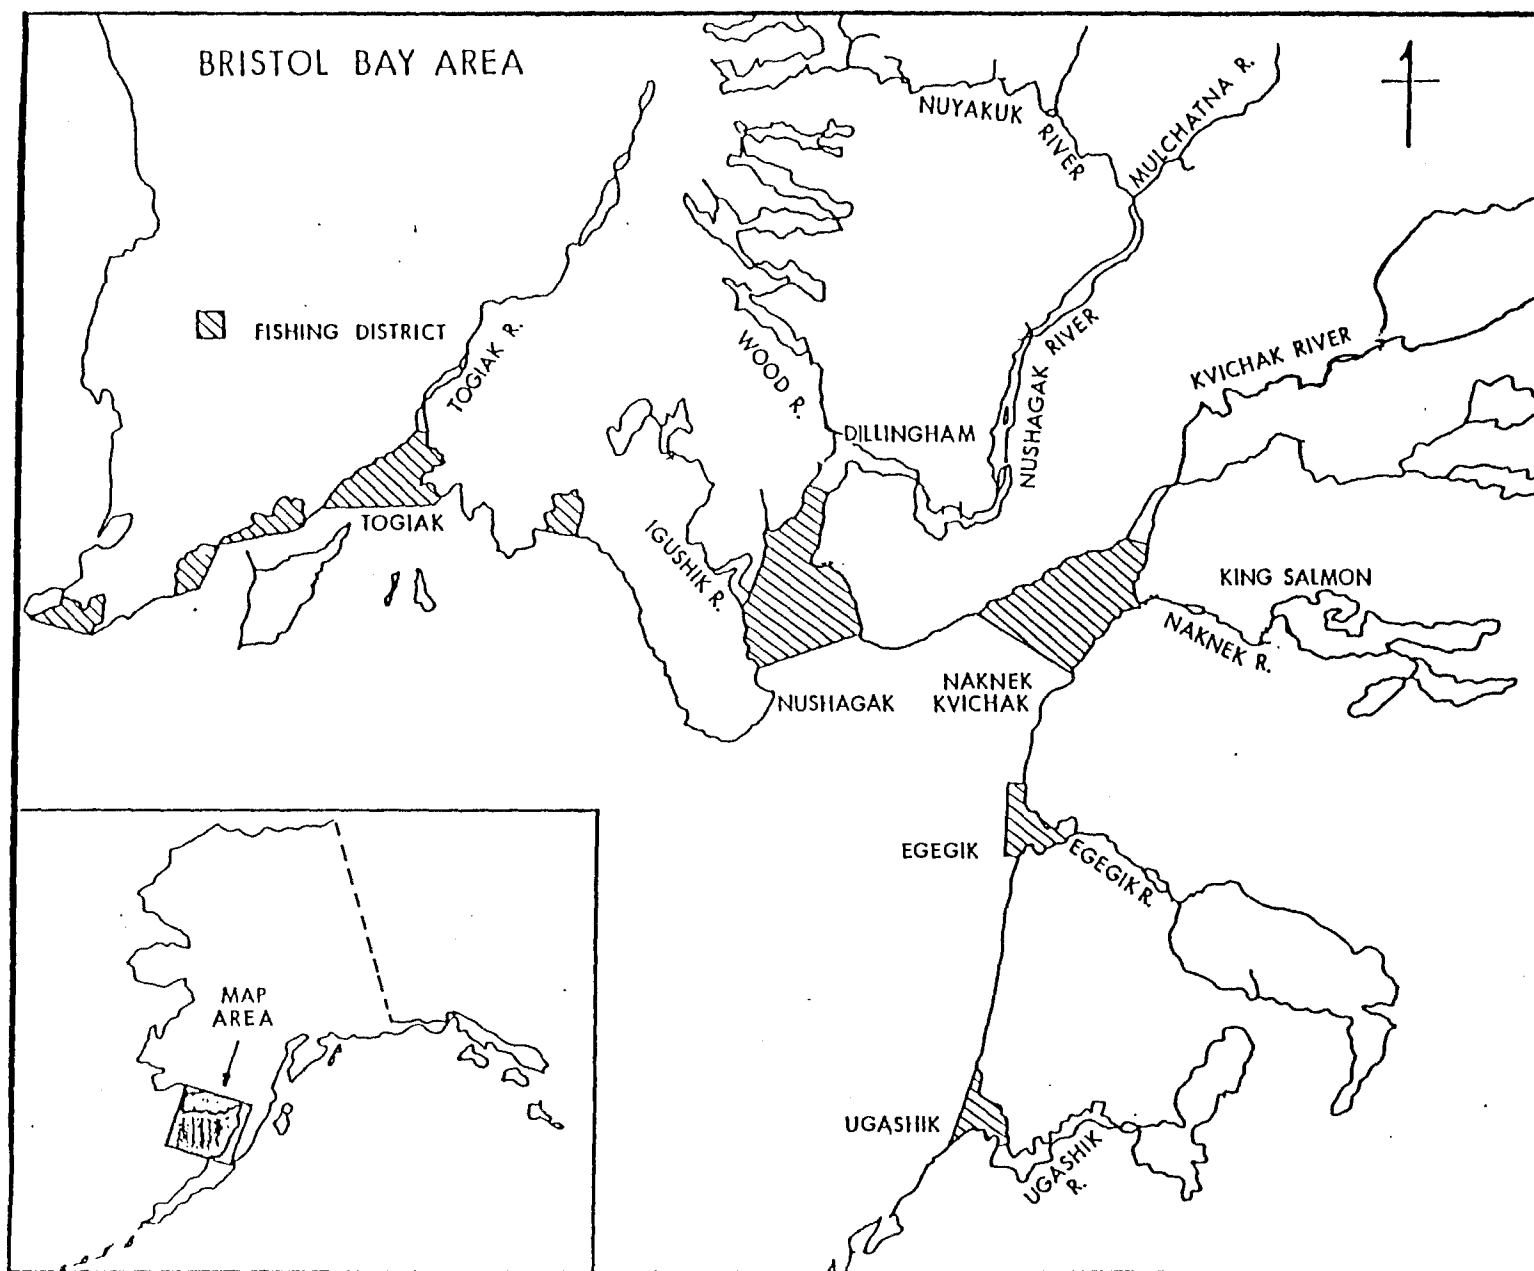 BRISTOL BAY AREA
NUYAKUK RIVER
MULCHATNA R.
FISHING DISTRICT
TOGIAK R.
WOOD R.
NUSHAGAK RIVER
KVICHAK RIVER
DILLINGHAM
TOGIAK
IGUSHIK R.
KING SALMON
NAKNEK R.
NUSHAGAK
NAKNEK
KVICHAK
EGEGIK
EGEGIK R.
MAP
AREA
UGASHIK
UGASHIK
R.